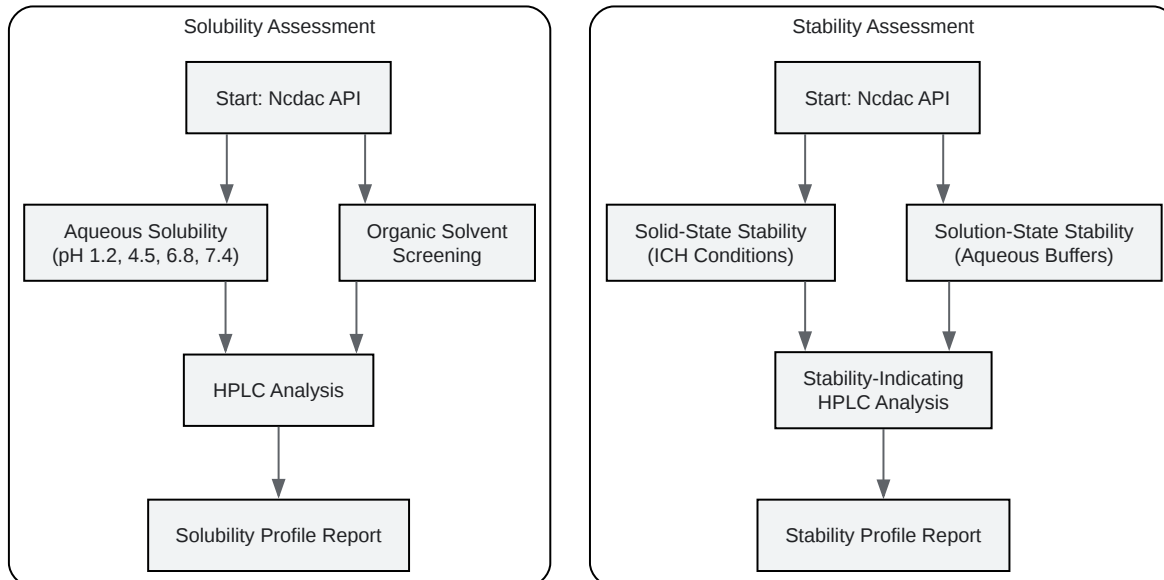 Solubility Assessment
Start: Ncdac API
Aqueous Solubility
(pH 1.2, 4.5, 6.8, 7.4)
Organic Solvent
Screening
HPLC Analysis
Solubility Profile Report
Stability Assessment
Start: Ncdac API
Solid-State Stability
(ICH Conditions)
Solution-State Stability
(Aqueous Buffers)
Stability-Indicating
HPLC Analysis
Stability Profile Report